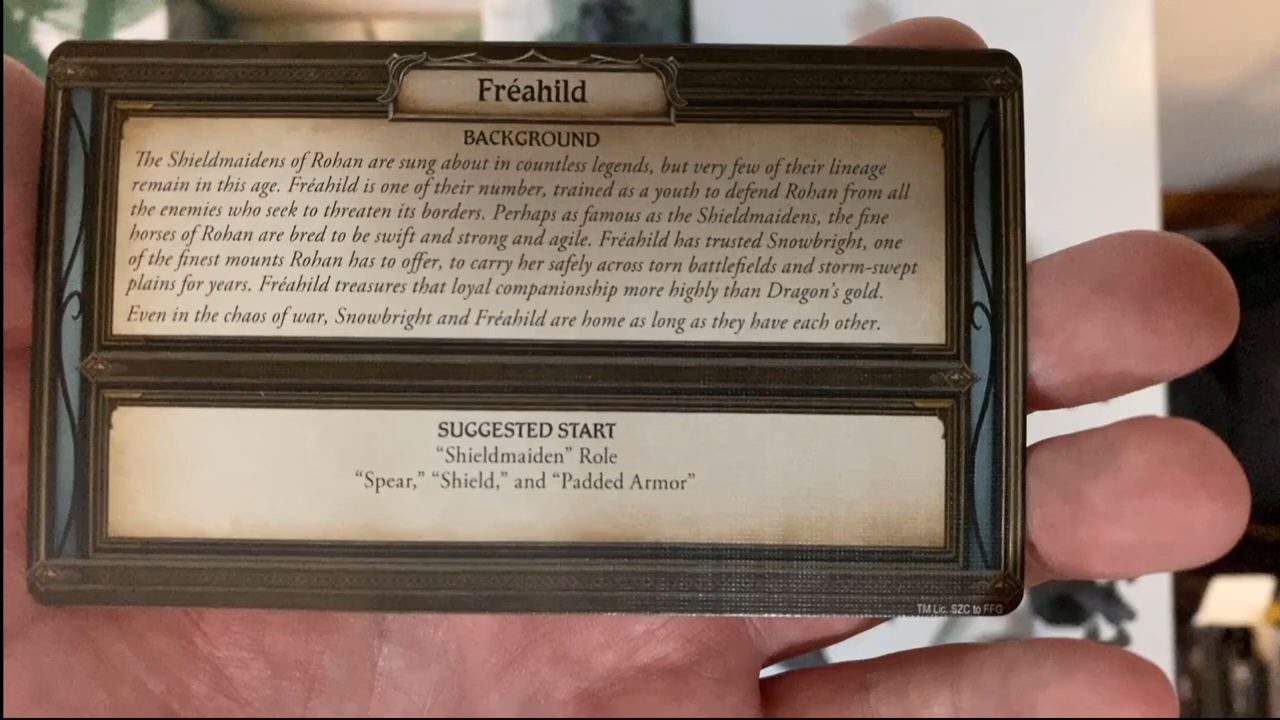 Fréahild
BACKGROUND
The Shieldmaidens of Rohan are sung about in countless legends, but very few of their lineage
remain in this age. Fréahild is one of their number, trained as a youth to defend Rohan from all
the enemies who seek to threaten its borders. Perhaps as famous as the Shieldmaidens, the fine
horses of Rohan are bred to be swift and strong and agile. Fréahild has trusted Snowbright, one
of the finest mounts Rohan has to offer, to carry her safely across torn battlefields and storm-swept
plains for years. Fréahild treasures that loyal companionship more highly than Dragon's gold.
Even in the chaos of war, Snowbright and Fréahild are home as long as they have each other.
SUGGESTED START
“Shieldmaiden” Role
“Spear,” “Shield,” and “Padded Armor”
TM Lic. SZC to FFG